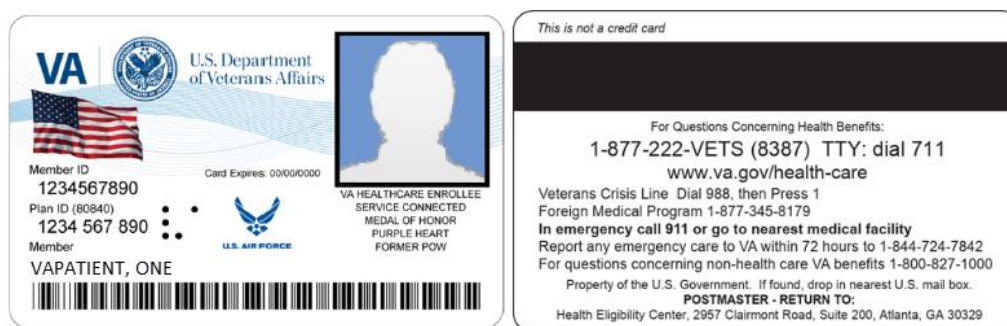 VA
U.S. Department
of Veterans Affairs
Member ID
1234567890
Card Expires: 00/00/0000
Plan ID (80840)
1234 567 890
Member
VAPATIENT, ONE
U.S. AIR FORCE
VA HEALTHCARE ENROLLEE
SERVICE CONNECTED
MEDAL OF HONOR
PURPLE HEART
FORMER POW
This is not a credit card
For Questions Concerning Health Benefits:
1-877-222-VETS (8387) TTY: dial 711
www.va.gov/health-care
Veterans Crisis Line Dial 988, then Press 1
Foreign Medical Program 1-877-345-8179
In emergency call 911 or go to nearest medical facility
Report any emergency care to VA within 72 hours to 1-844-724-7842
For questions concerning non-health care VA benefits 1-800-827-1000
Property of the U.S. Government. If found, drop in nearest U.S. mail box.
POSTMASTER - RETURN TO:
Health Eligibility Center, 2957 Clairmont Road, Suite 200, Atlanta, GA 30329